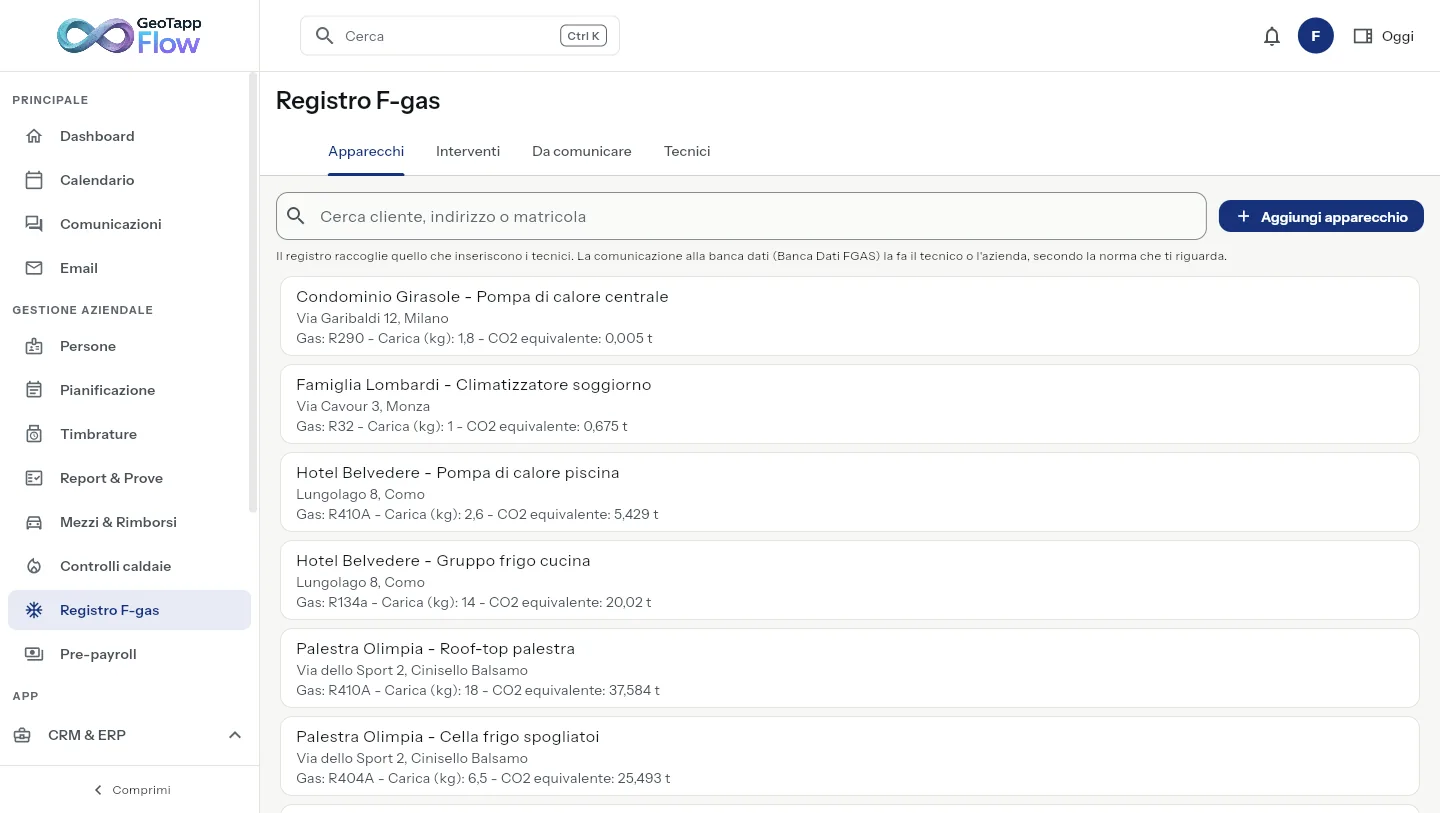 GeoTapp
Flow
Cerca
Ctrl K
F
Oggi
PRINCIPALE
Dashboard
Calendario
Comunicazioni
Email
GESTIONE AZIENDALE
Persone
Pianificazione
Timbrature
Report & Prove
Mezzi & Rimborsi
Controlli caldaie
Registro F-gas
Pre-payroll
APP
CRM & ERP
Comprimi
Registro F-gas
Apparecchi
Interventi
Da comunicare
Tecnici
Cerca cliente, indirizzo o matricola
Aggiungi apparecchio
Il registro raccoglie quello che inseriscono i tecnici. La comunicazione alla banca dati (Banca Dati FGAS) la fa il tecnico o l'azienda, secondo la norma che ti riguarda.
Condominio Girasole - Pompa di calore centrale
Via Garibaldi 12, Milano
Gas: R290 - Carica (kg): 1,8 - CO2 equivalente: 0,005 t
Famiglia Lombardi - Climatizzatore soggiorno
Via Cavour 3, Monza
Gas: R32 - Carica (kg): 1 - CO2 equivalente: 0,675 t
Hotel Belvedere - Pompa di calore piscina
Lungolago 8, Como
Gas: R410A - Carica (kg): 2,6 - CO2 equivalente: 5,429 t
Hotel Belvedere - Gruppo frigo cucina
Lungolago 8, Como
Gas: R134a - Carica (kg): 14 - CO2 equivalente: 20,02 t
Palestra Olimpia - Roof-top palestra
Via dello Sport 2, Cinisello Balsamo
Gas: R410A - Carica (kg): 18 - CO2 equivalente: 37,584 t
Palestra Olimpia - Cella frigo spogliatoi
Via dello Sport 2, Cinisello Balsamo
Gas: R404A - Carica (kg): 6,5 - CO2 equivalente: 25,493 t